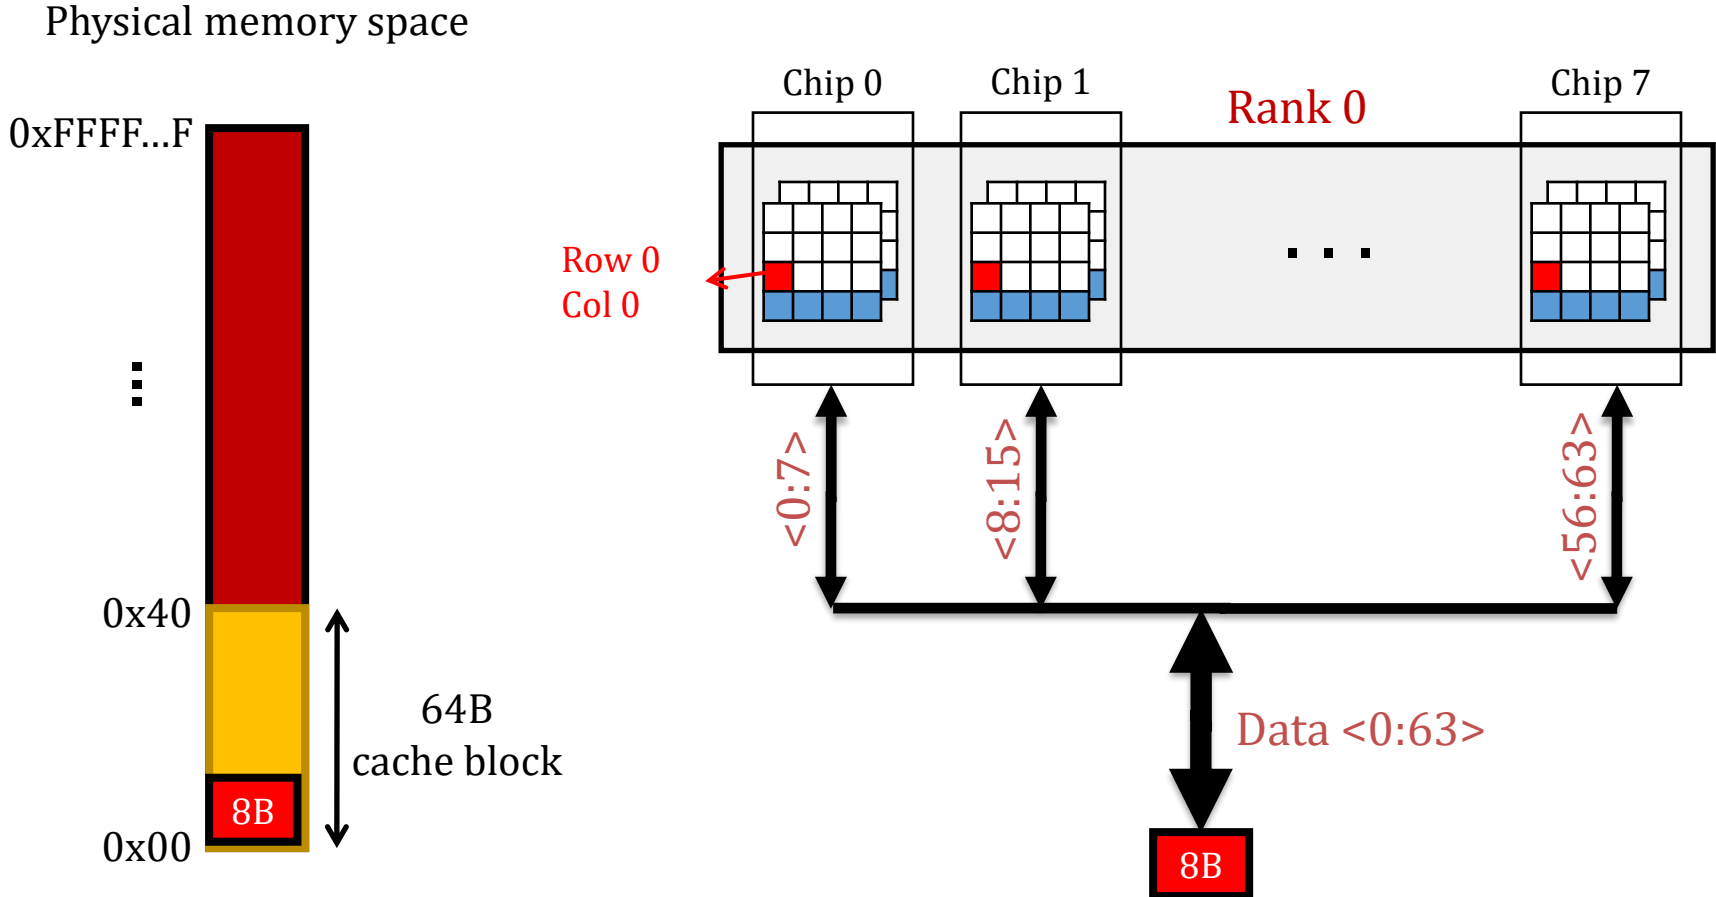 Physical memory space
0xFFFF...F
0x40
64B
cache block
8B
0x00
Chip 0
Chip 1
Rank 0
Chip 7
Row 0
Col 0
<0:7>
<8:15>
<56:63>
Data <0:63>
8B